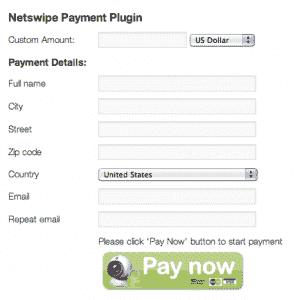 Netswipe Payment Plugin
Custom Amount: US Dollar
Payment Details:
Full name
City
Street
Zip code
Country United States
Email
Repeat email
Please click 'Pay Now' button to start payment
Pay now